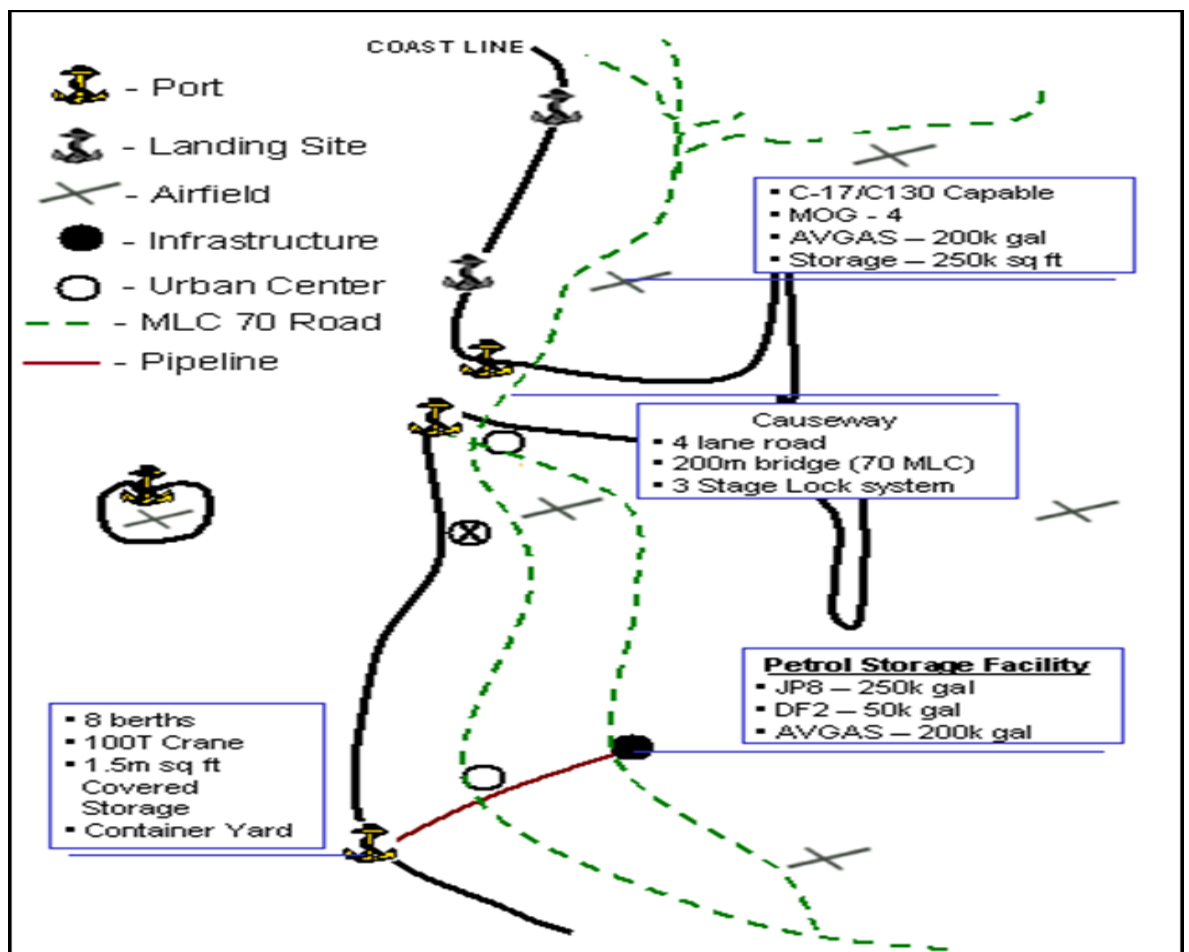 COAST LINE
- Port
- Landing Site
- Airfield
- Infrastructure
- Urban Center
- MLC 70 Road
- Pipeline
▪ C-17/C130 Capable
▪ MOG - 4
▪ AVGAS – 200k gal
▪ Storage – 250k sq ft
Causeway
▪ 4 lane road
▪ 200m bridge (70 MLC)
▪ 3 Stage Lock system
Petrol Storage Facility
▪ JP8 – 250k gal
▪ DF2 – 50k gal
▪ AVGAS – 200k gal
▪ 8 berths
▪ 100T Crane
▪ 1.5m sq ft
Covered
Storage
▪ Container Yard